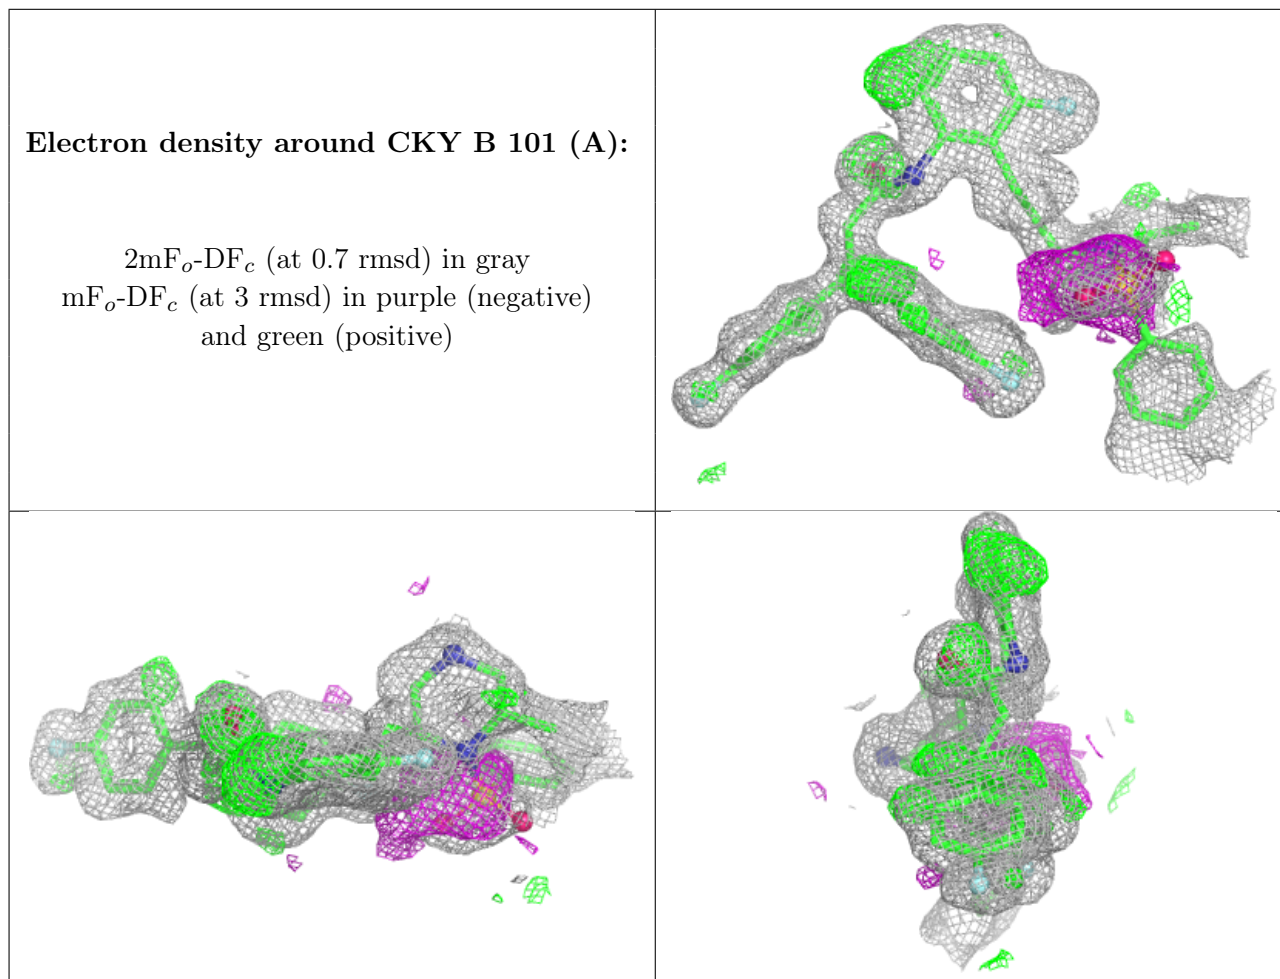 Electron density around CKY B 101 (A):
2mFo-DFc (at 0.7 rmsd) in gray
mFo-DFc (at 3 rmsd) in purple (negative)
and green (positive)